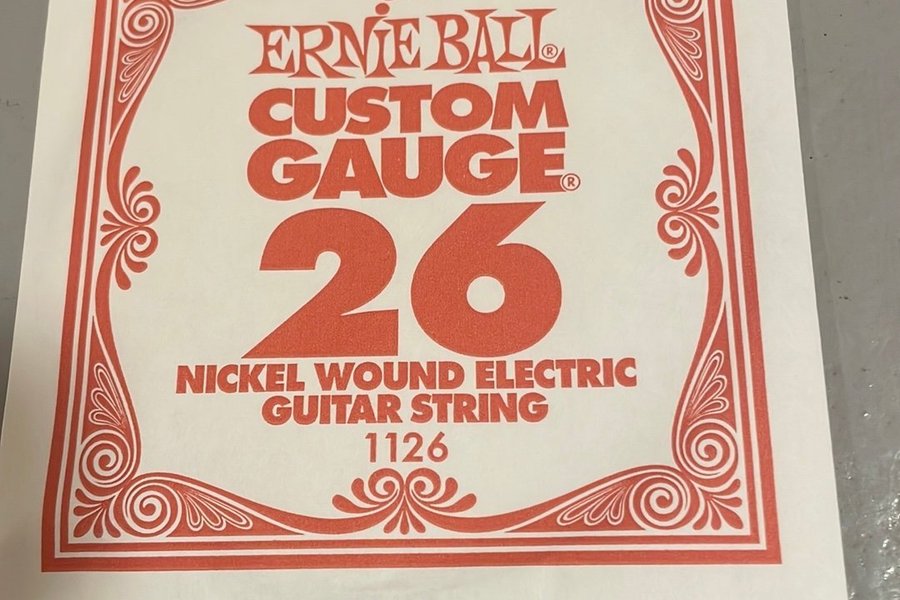 ERNIE BALL®
CUSTOM
GAUGE®
26
NICKEL WOUND ELECTRIC
GUITAR STRING
1126